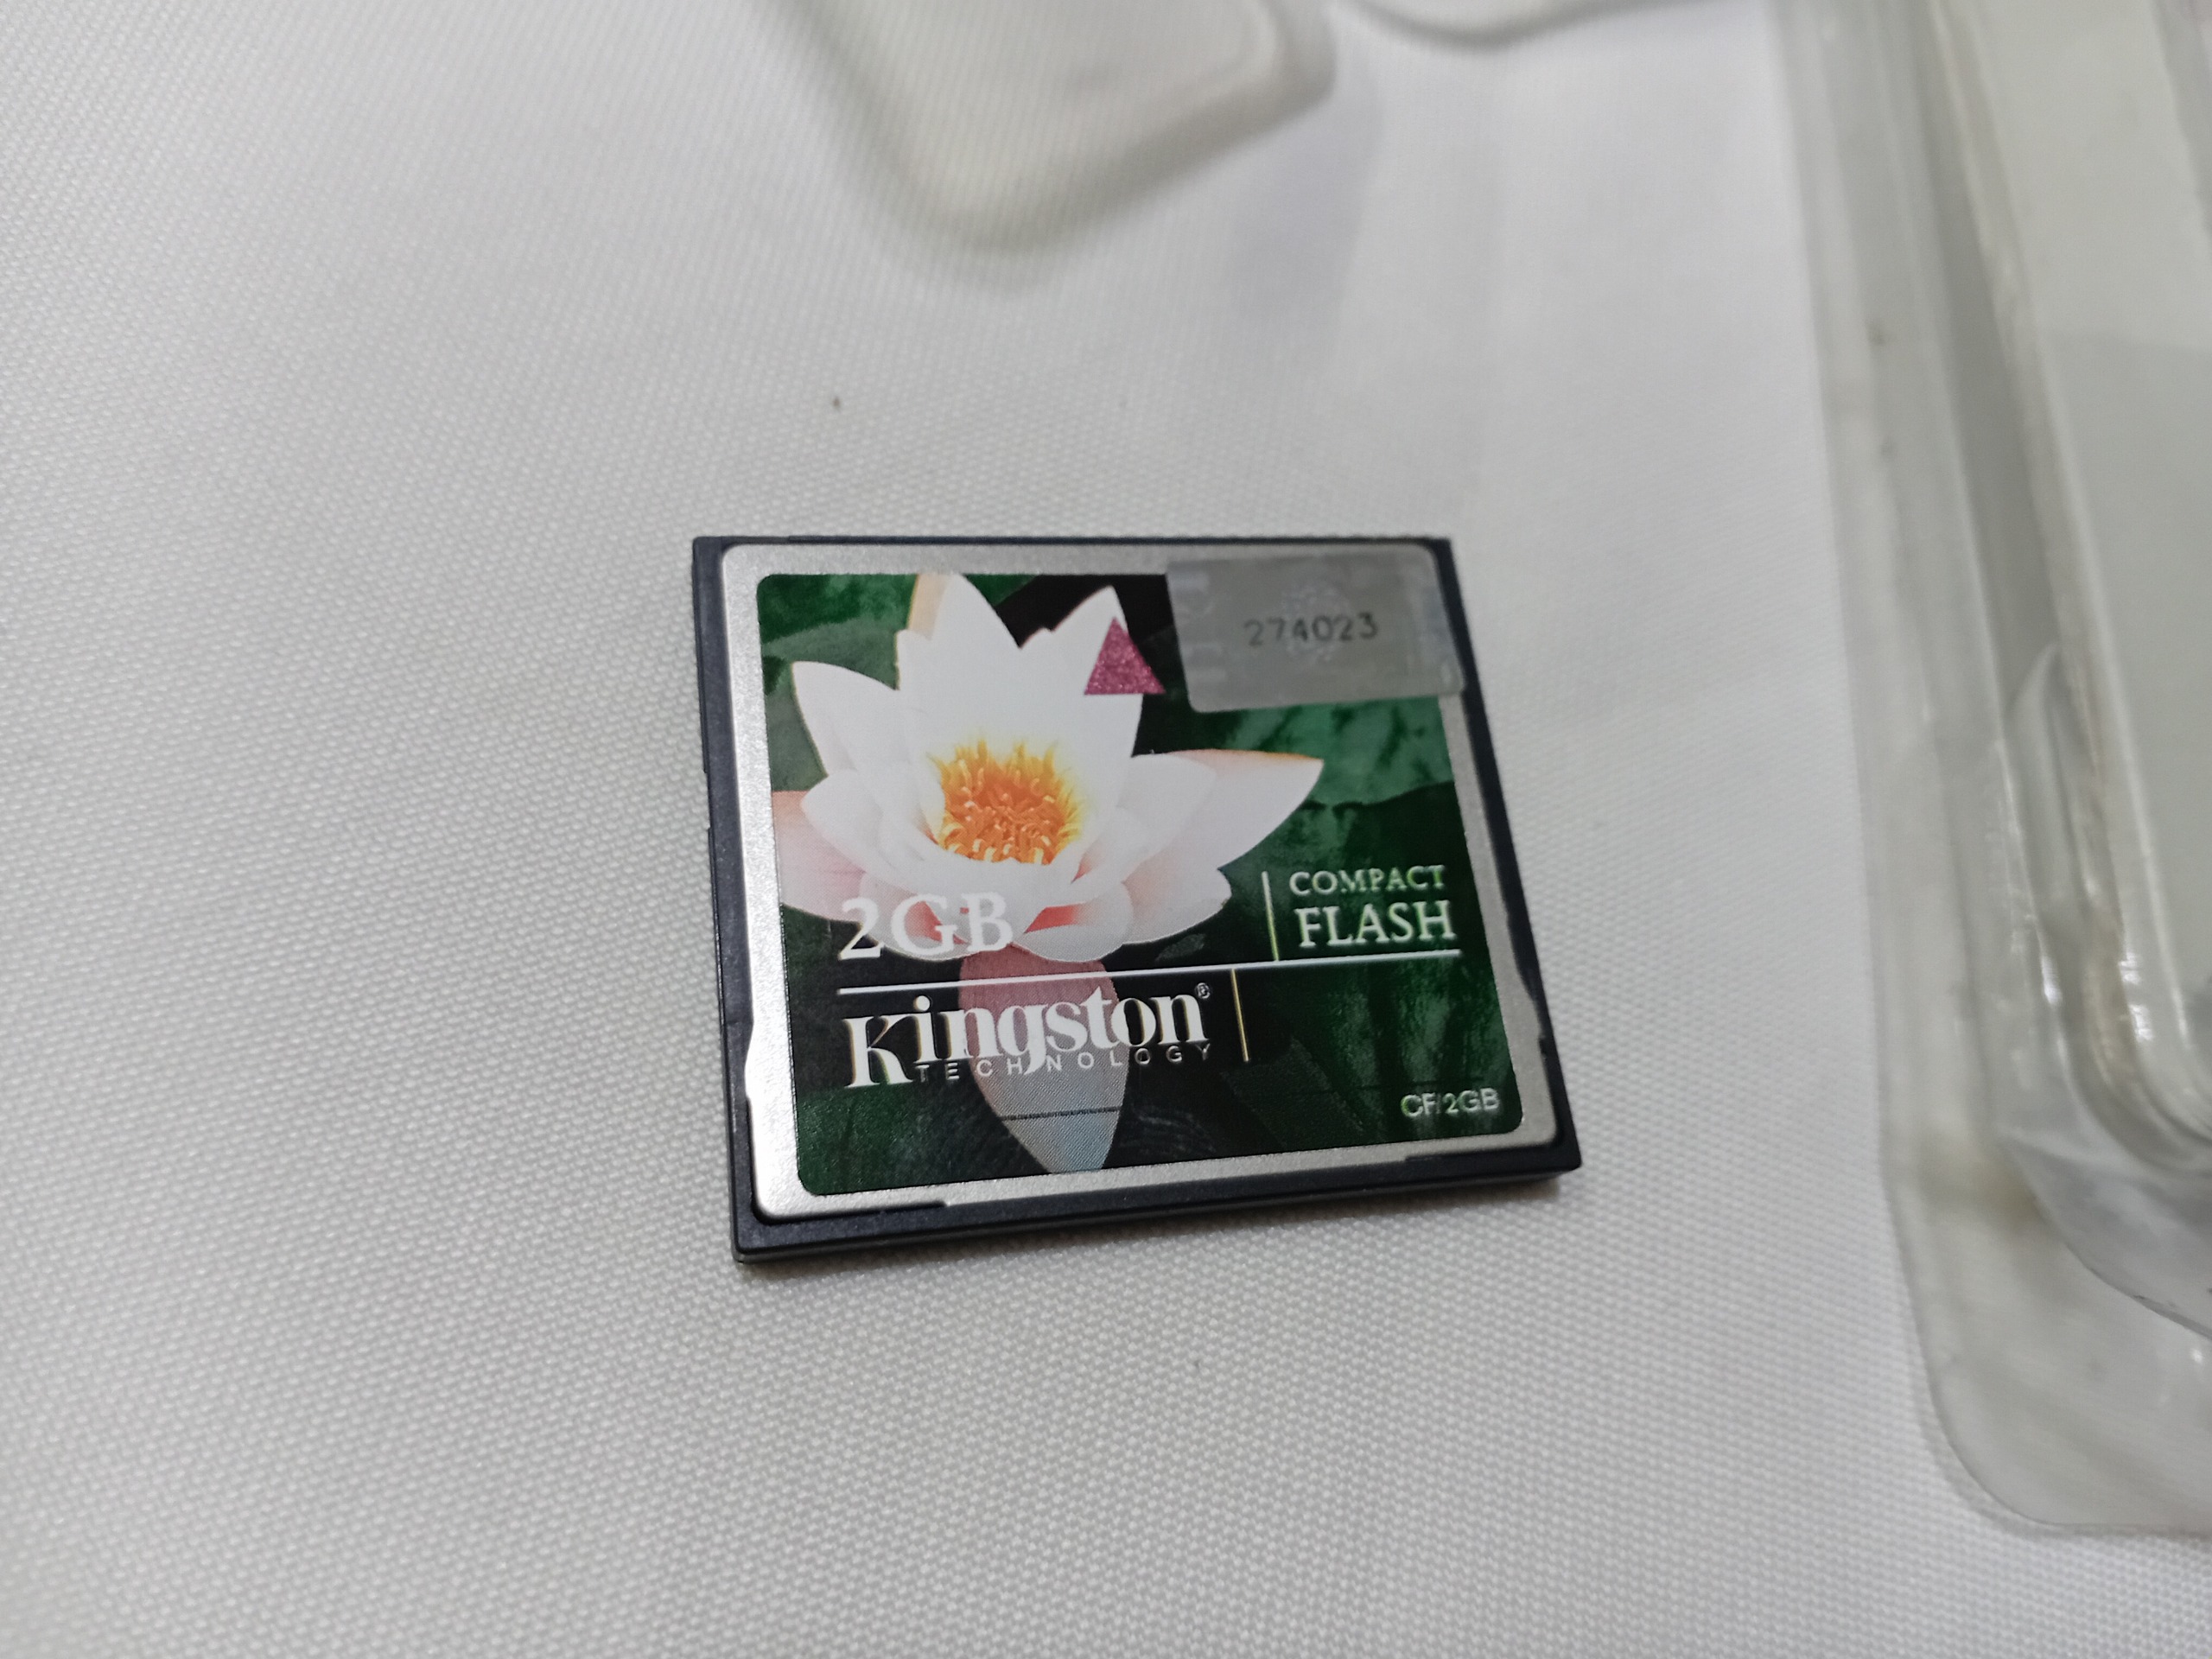 274023
2GB
COMPACT
FLASH
Kingston®
TECHNOLOGY
CF/2GB